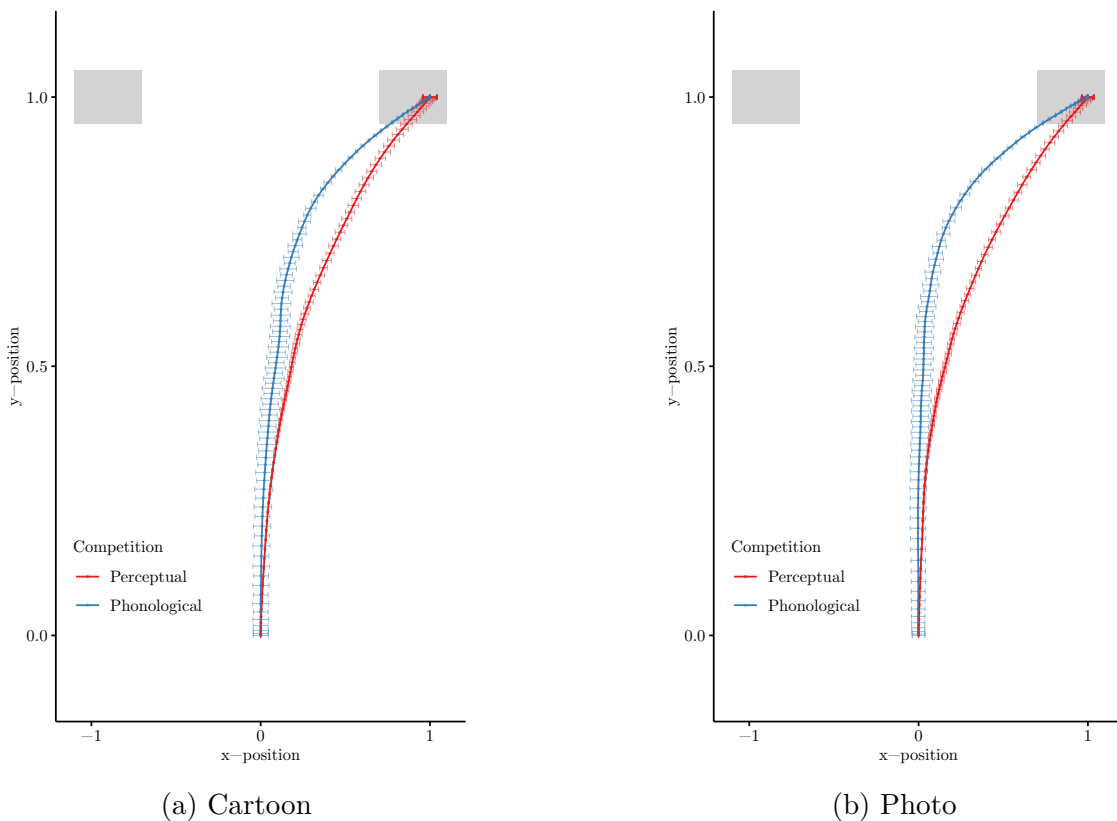 1.0
0.5
0.0
y−position
−1
0
1
x−position
Competition
Perceptual
Phonological
(a) Cartoon
1.0
0.5
0.0
y−position
−1
0
1
x−position
Competition
Perceptual
Phonological
(b) Photo